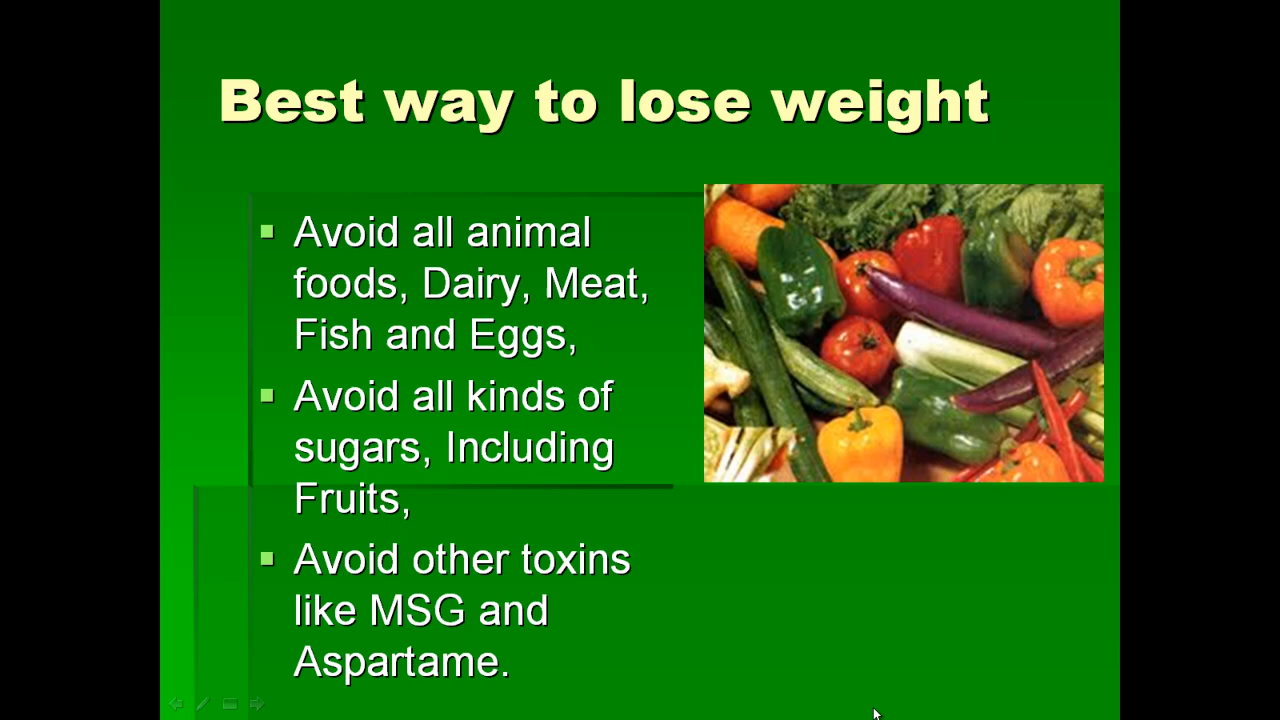 Best way to lose weight
Avoid all animal
foods, Dairy, Meat,
Fish and Eggs,
Avoid all kinds of
sugars, Including
Fruits,
Avoid other toxins
like MSG and
Aspartame.